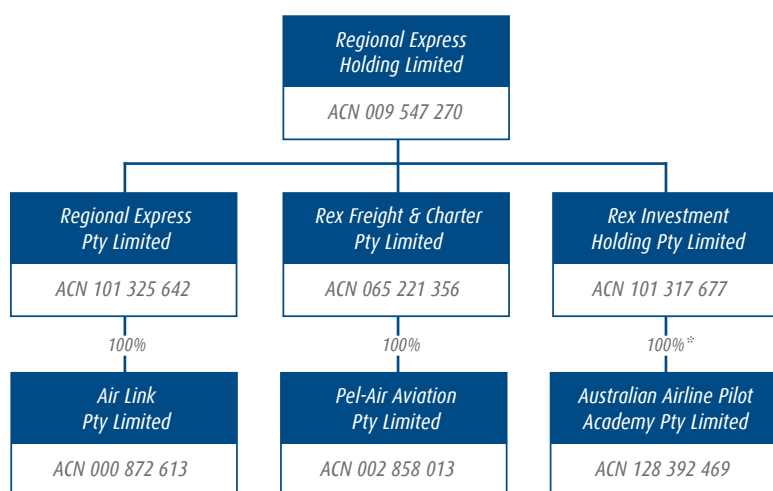 Regional Express
Holding Limited
ACN 009 547 270
Regional Express
Pty Limited
ACN 101 325 642
Rex Freight & Charter
Pty Limited
ACN 065 221 356
Rex Investment
Holding Pty Limited
ACN 101 317 677
100%
100%
100%*
Air Link
Pty Limited
ACN 000 872 613
Pel-Air Aviation
Pty Limited
ACN 002 858 013
Australian Airline Pilot
Academy Pty Limited
ACN 128 392 469